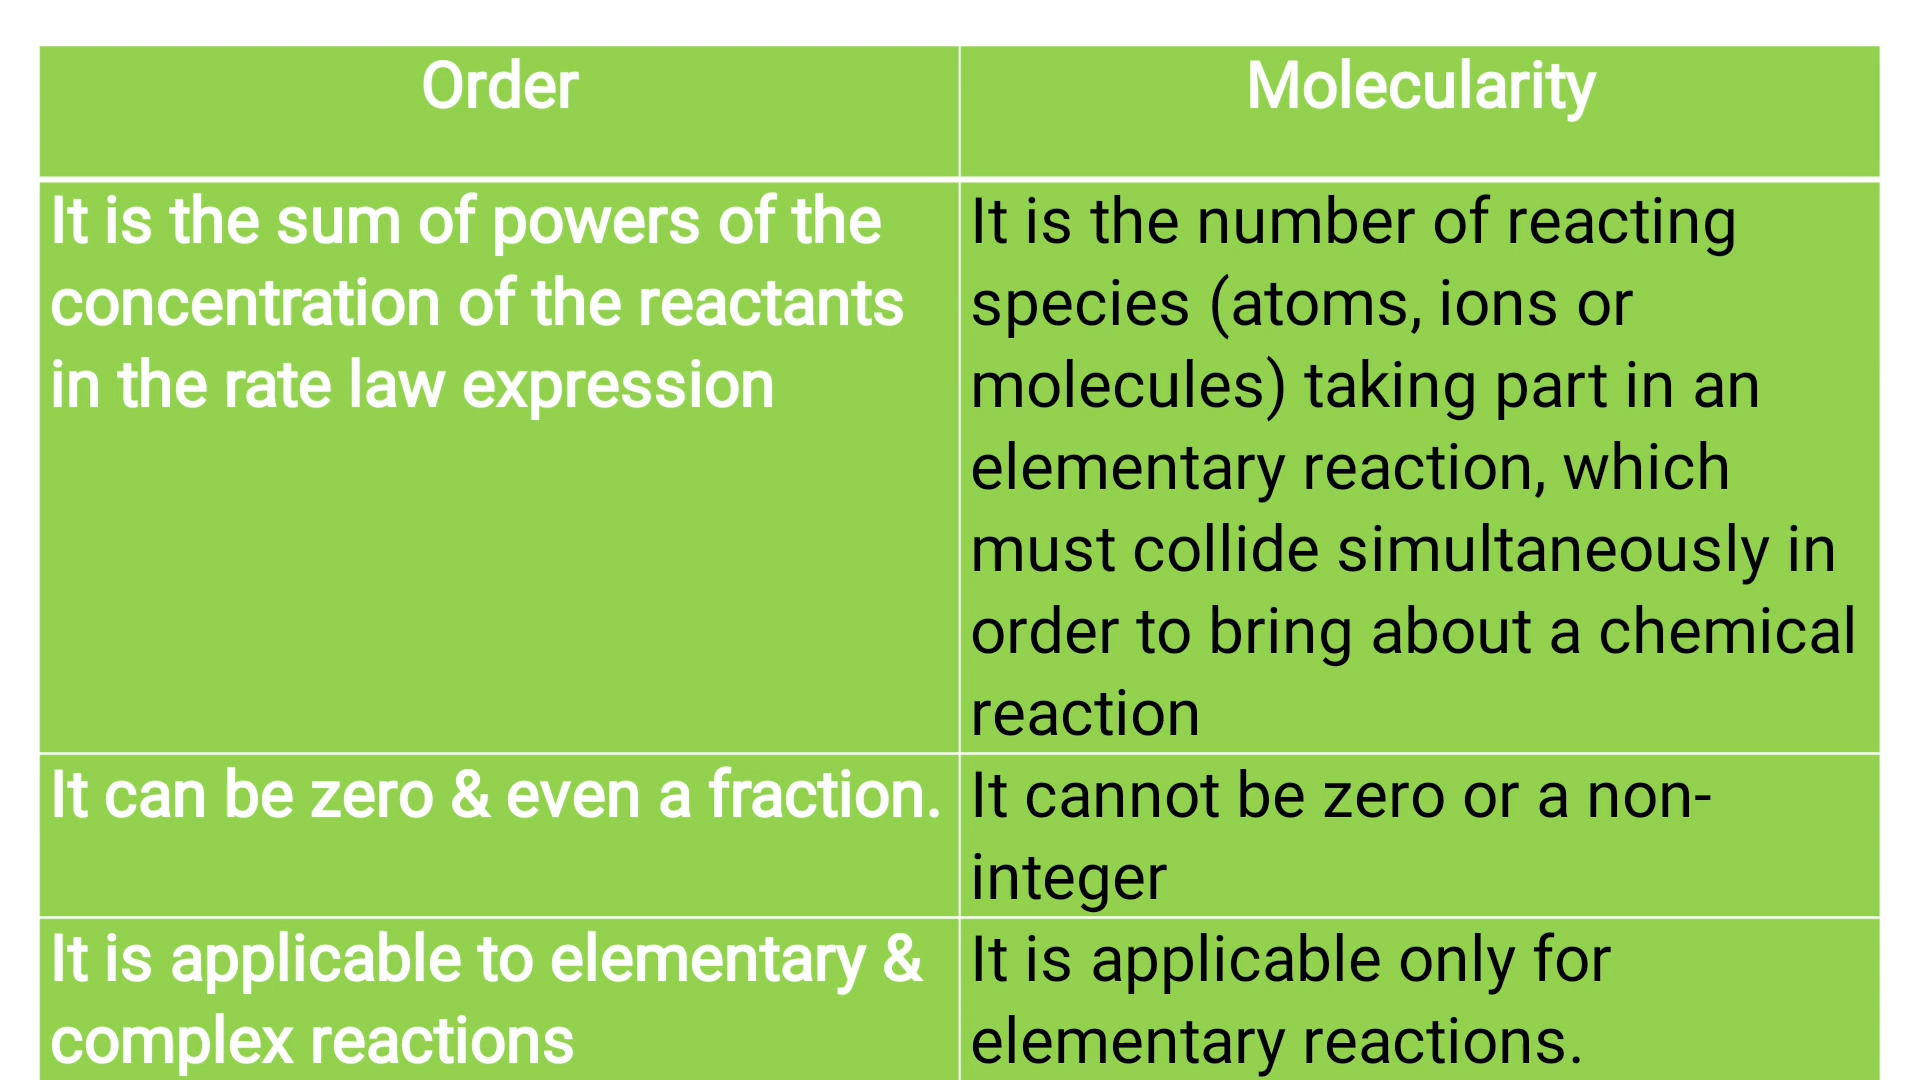 Order
Molecularity
It is the sum of powers of the
concentration of the reactants
in the rate law expression
It is the number of reacting
species (atoms, ions or
molecules) taking part in an
elementary reaction, which
must collide simultaneously in
order to bring about a chemical
reaction
It can be zero & even a fraction.
It cannot be zero or a non-
integer
It is applicable to elementary &
complex reactions
It is applicable only for
elementary reactions.